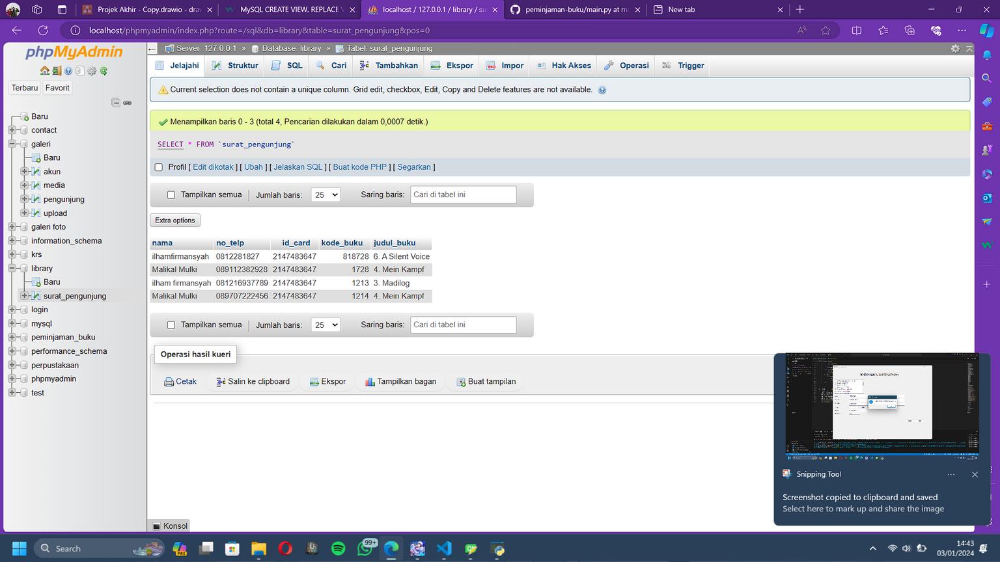 Projek Akhir - Copy.drawio - dra
MySQL CREATE VIEW, REPLACE V
localhost / 127.0.0.1 / library / su
peminjaman-buku/main.py at ma
New tab
localhost/phpmyadmin/index.php?route=/sql&db=library&table=surat_pengunjung&pos=0
phpMyAdmin
Terbaru Favorit
Baru
contact
galeri
Baru
akun
media
pengunjung
upload
galeri foto
information_schema
krs
library
Baru
surat_pengunjung
login
mysql
peminjaman_buku
performance_schema
perpustakaan
phpmyadmin
test
Server: 127.0.0.1 » Database: library » Tabel: surat_pengunjung
Jelajahi Struktur SQL Cari Tambahkan Ekspor Impor Hak Akses Operasi Trigger
Current selection does not contain a unique column. Grid edit, checkbox, Edit, Copy and Delete features are not available.
Menampilkan baris 0 - 3 (total 4, Pencarian dilakukan dalam 0,0007 detik.)
SELECT * FROM `surat_pengunjung`
Profil [ Edit dikotak ] [ Ubah ] [ Jelaskan SQL ] [ Buat kode PHP ] [ Segarkan ]
Tampilkan semua Jumlah baris: 25 Saring baris: Cari di tabel ini
Extra options
nama no_telp id_card kode_buku judul_buku
ilhamfirmansyah 0812281827 2147483647 818728 6. A Silent Voice
Malikal Mulki 089112382928 2147483647 1728 4. Mein Kampf
ilham firmansyah 081216937789 2147483647 1213 3. Madilog
Malikal Mulki 089707222456 2147483647 1214 4. Mein Kampf
Tampilkan semua Jumlah baris: 25 Saring baris: Cari di tabel ini
Operasi hasil kueri
Cetak Salin ke clipboard Ekspor Tampilkan bagan Buat tampilan
Konsol
Snipping Tool
Screenshot copied to clipboard and saved
Select here to mark up and share the image
Search
PRE
99+
14:43
03/01/2024